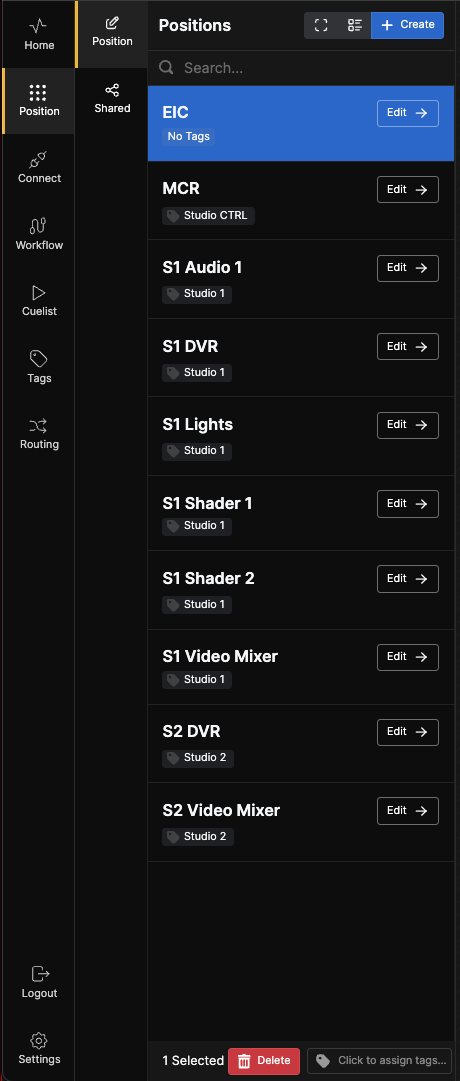 Home
Position
Connect
Workflow
Cuelist
Tags
Routing
Logout
Settings
Position
Shared
Positions
Create
Search...
EIC
Edit
No Tags
MCR
Edit
Studio CTRL
S1 Audio 1
Edit
Studio 1
S1 DVR
Edit
Studio 1
S1 Lights
Edit
Studio 1
S1 Shader 1
Edit
Studio 1
S1 Shader 2
Edit
Studio 1
S1 Video Mixer
Edit
Studio 1
S2 DVR
Edit
Studio 2
S2 Video Mixer
Edit
Studio 2
1 Selected
Delete
Click to assign tags...